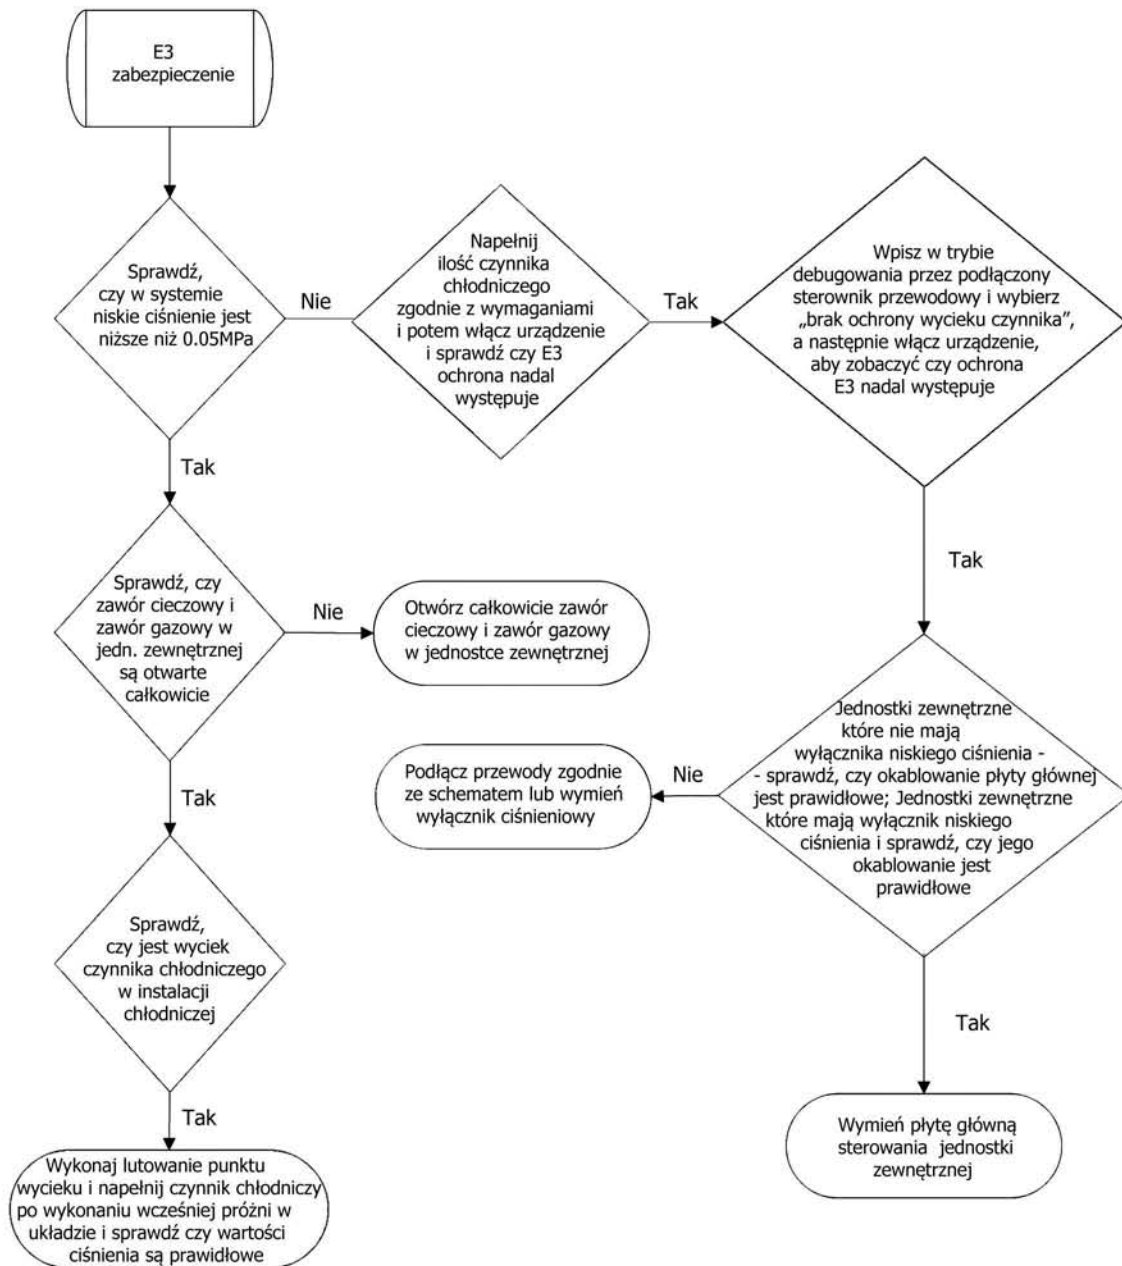 E3
zabezpieczenie
Sprawdź,
czy w systemie
niskie ciśnienie jest
niższe niż 0.05MPa
Nie
Napełnij
ilość czynnika
chłodniczego
zgodnie z wymaganiami
i potem włącz urządzenie
i sprawdź czy E3
ochrona nadal
występuje
Tak
Wpisz w trybie
debugowania przez podłączony
sterownik przewodowy i wybierz
„brak ochrony wycieku czynnika”,
a następnie włącz urządzenie,
aby zobaczyć czy ochrona
E3 nadal występuje
Tak
Sprawdź, czy
zawór cieczowy i
zawór gazowy w
jedn. zewnętrznej
są otwarte
całkowicie
Nie
Otwórz całkowicie zawór
cieczowy i zawór gazowy
w jednostce zewnętrznej
Tak
Jednostki zewnętrzne
które nie mają
wyłącznika niskiego ciśnienia -
- sprawdź, czy okablowanie płyty głównej
jest prawidłowe; Jednostki zewnętrzne
które mają wyłącznik niskiego
ciśnienia i sprawdź, czy jego
okablowanie jest
prawidłowe
Nie
Podłącz przewody zgodnie
ze schematem lub wymień
wyłącznik ciśnieniowy
Tak
Sprawdź,
czy jest wyciek
czynnika chłodniczego
w instalacji
chłodniczej
Tak
Wykonaj lutowanie punktu
wycieku i napełnij czynnik chłodniczy
po wykonaniu wcześniej próżni w
układzie i sprawdź czy wartości
ciśnienia są prawidłowe
Tak
Wymień płytę główną
sterowania jednostki
zewnętrznej